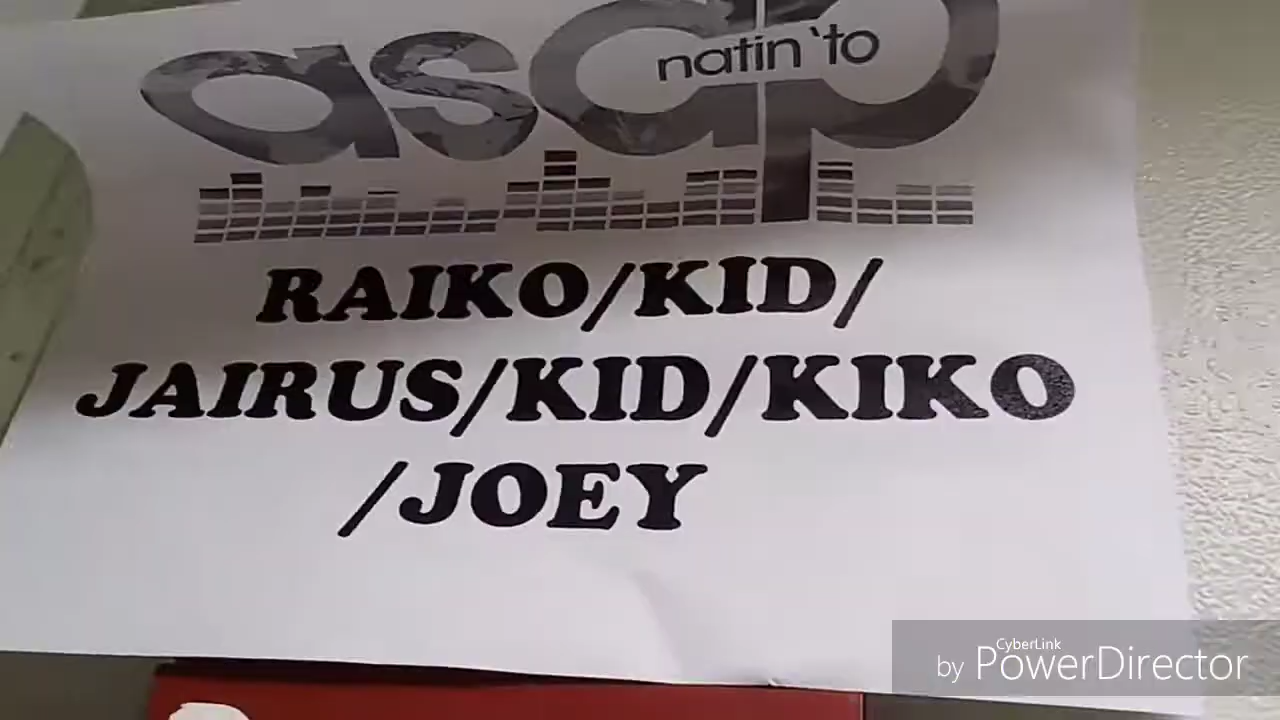 asap
natin 'to
RAIKO/KID/
JAIRUS/KID/KIKO
/JOEY
CyberLink
by PowerDirector